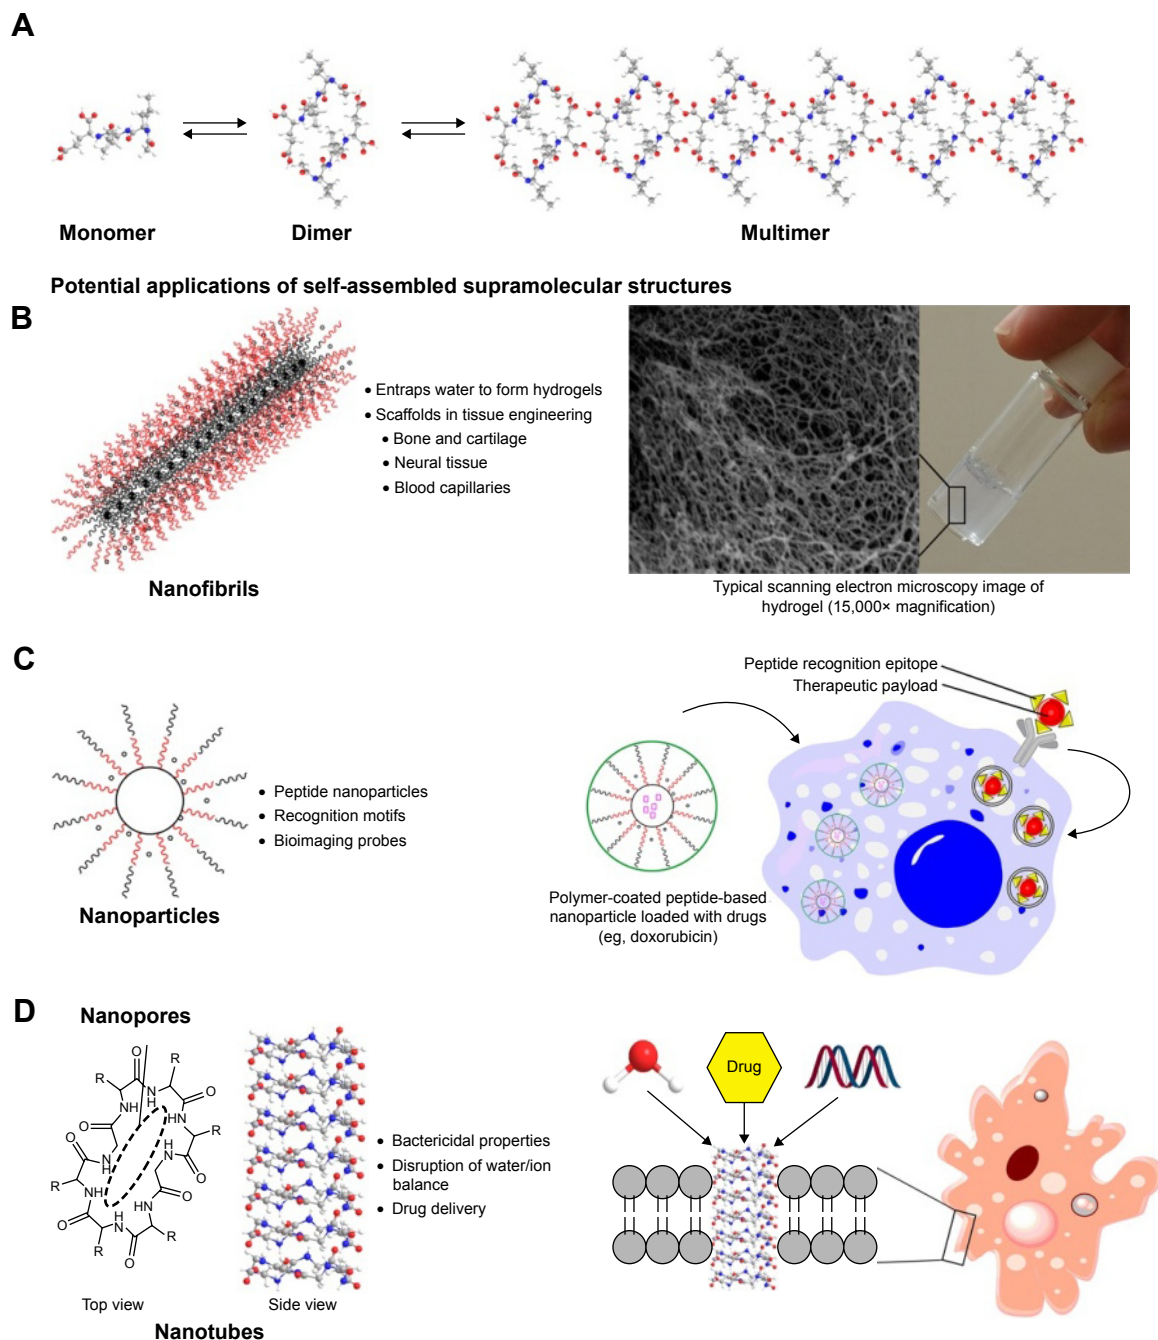 A
Monomer
Dimer
Multimer
Potential applications of self-assembled supramolecular structures
B
• Entraps water to form hydrogels
• Scaffolds in tissue engineering
• Bone and cartilage
• Neural tissue
• Blood capillaries
Nanofibrils
Typical scanning electron microscopy image of
hydrogel (15,000× magnification)
C
Peptide recognition epitope
Therapeutic payload
• Peptide nanoparticles
• Recognition motifs
• Bioimaging probes
Nanoparticles
Polymer-coated peptide-based
nanoparticle loaded with drugs
(eg, doxorubicin)
D
Nanopores
O
R
R
O
N
H
H
O
NH
HN
O
R
O
H
N
O
R
NH
O
HN
O
N
H
R
R
O
• Bactericidal properties
• Disruption of water/ion
balance
• Drug delivery
Drug
Top view
Side view
Nanotubes